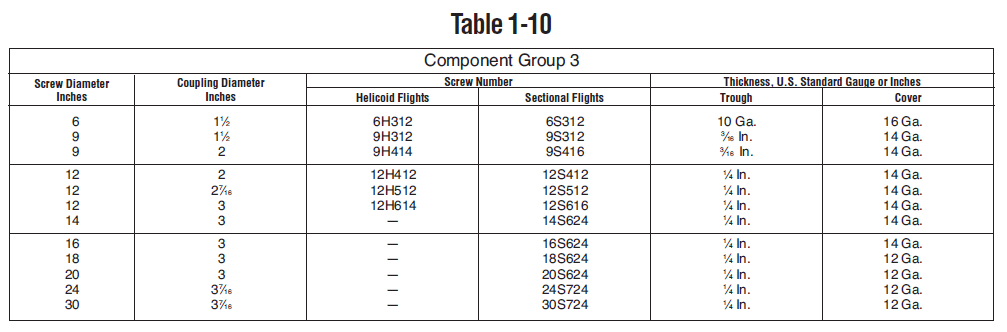 Table 1-10
Component Group 3
Screw Diameter Inches Coupling Diameter Inches Screw Number Thickness, U.S. Standard Gauge or Inches
Helicoid Flights Sectional Flights Trough Cover
6 1½ 6H312 6S312 10 Ga. 16 Ga.
9 1½ 9H312 9S312 ³⁄₁₆ In. 14 Ga.
9 2 9H414 9S416 ³⁄₁₆ In. 14 Ga.
12 2 12H412 12S412 ¼ In. 14 Ga.
12 2⁷⁄₁₆ 12H512 12S512 ¼ In. 14 Ga.
12 3 12H614 12S616 ¼ In. 14 Ga.
14 3 — 14S624 ¼ In. 14 Ga.
16 3 — 16S624 ¼ In. 14 Ga.
18 3 — 18S624 ¼ In. 12 Ga.
20 3 — 20S624 ¼ In. 12 Ga.
24 3⁷⁄₁₆ — 24S724 ¼ In. 12 Ga.
30 3⁷⁄₁₆ — 30S724 ¼ In. 12 Ga.